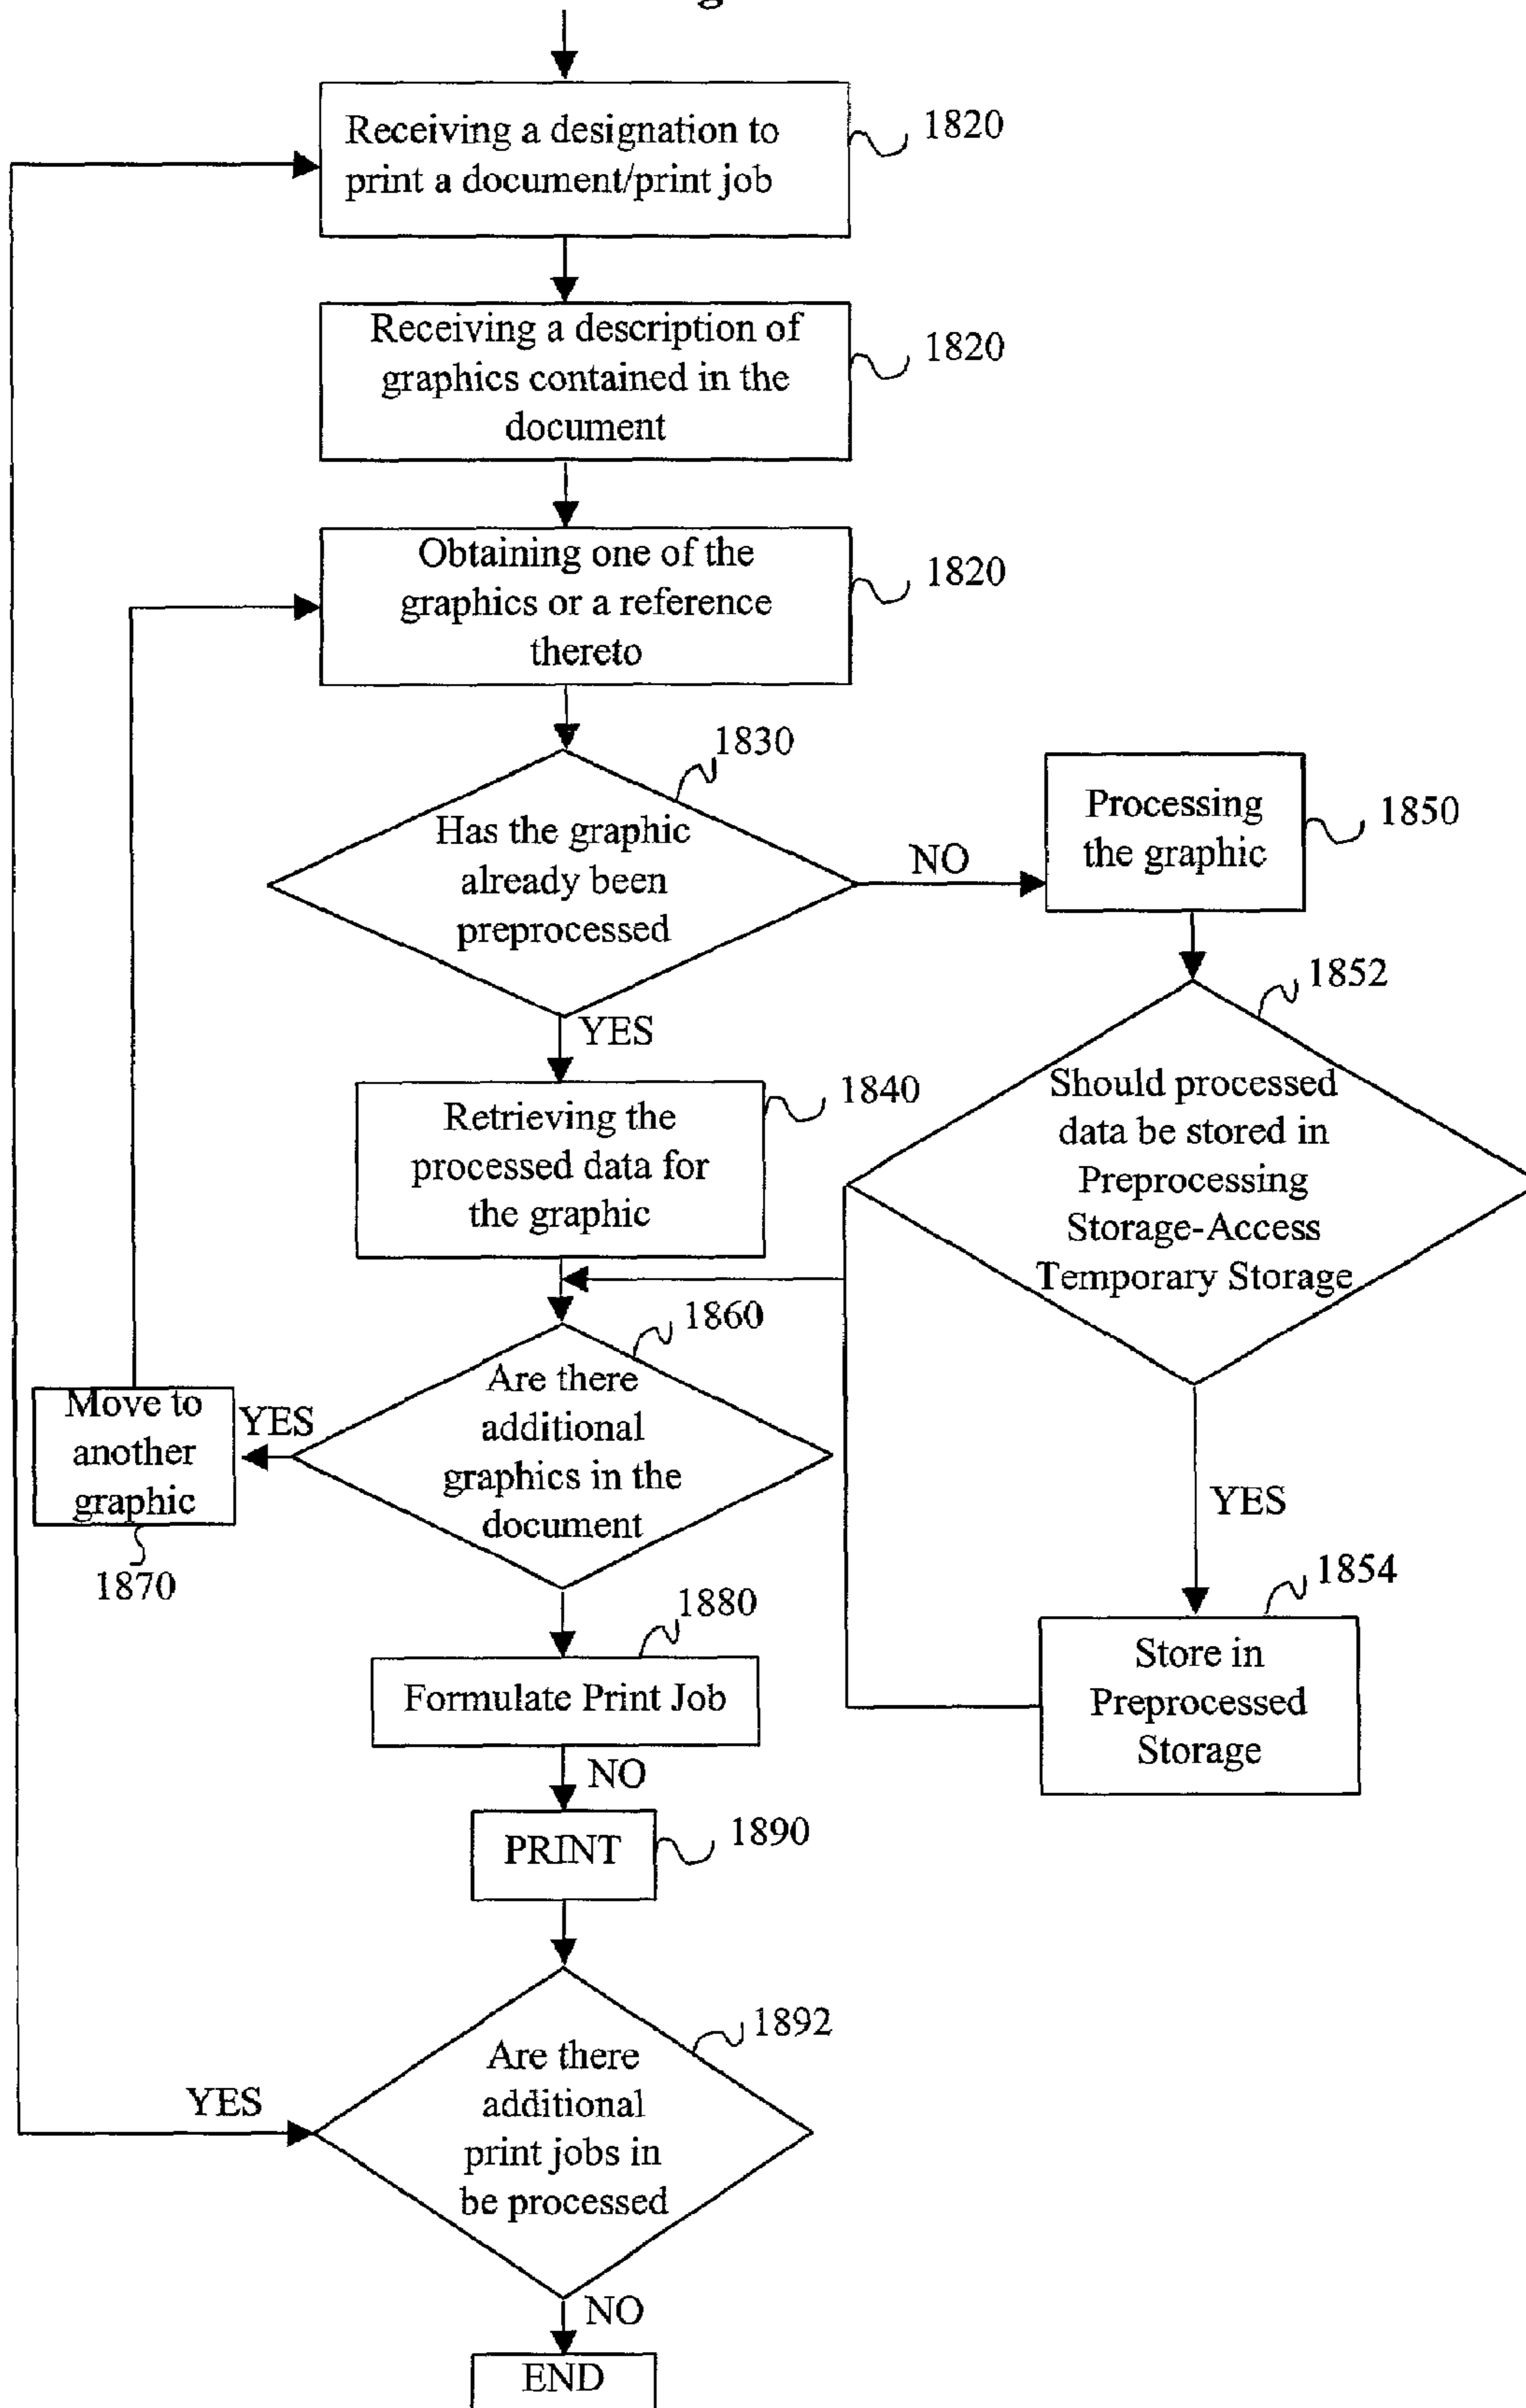 Receiving a designation to
print a document/print job
1820
Receiving a description of
graphics contained in the
document
1820
Obtaining one of the
graphics or a reference
thereto
1820
1830
Has the graphic
already been
preprocessed
NO
Processing
the graphic
1850
YES
1852
Should processed
data be stored in
Preprocessing
Storage-Access
Temporary Storage
Retrieving the
processed data for
the graphic
1840
1860
Are there
additional
graphics in the
document
YES
Move to
another
graphic
1870
YES
1854
Store in
Preprocessed
Storage
1880
Formulate Print Job
NO
PRINT
1890
1892
Are there
additional
print jobs in
be processed
YES
NO
END